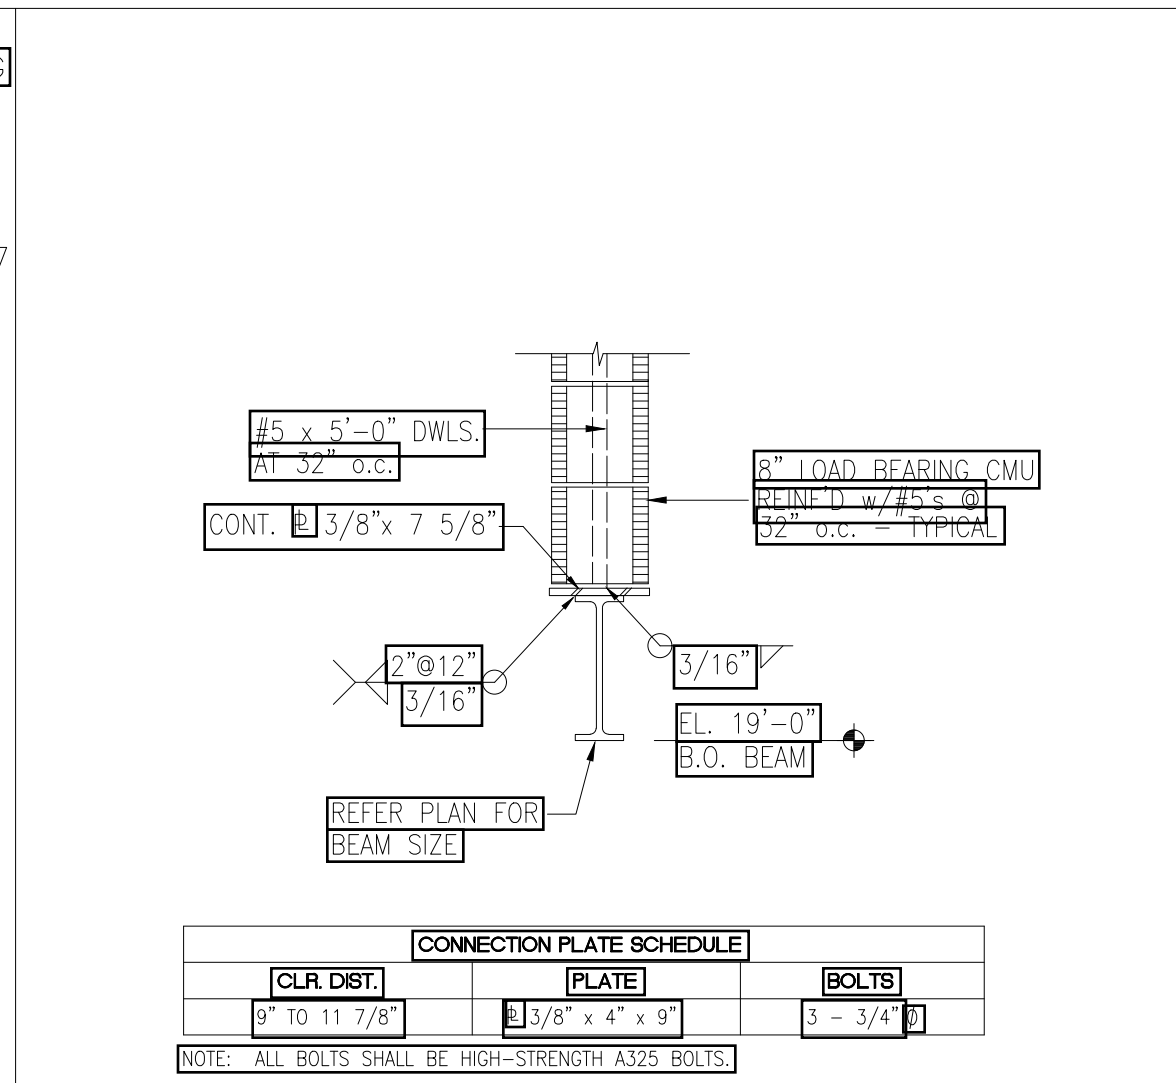 #5 x 5'-0" DWLS.
AT 32" o.c.
8" LOAD BEARING CMU
REINF'D w/#5's @
32" o.c. - TYPICAL
CONT. ℄ 3/8"x 7 5/8"
2"@12"
3/16"
3/16"
EL. 19'-0"
B.O. BEAM
REFER PLAN FOR
BEAM SIZE
CONNECTION PLATE SCHEDULE
CLR. DIST. PLATE BOLTS
9" TO 11 7/8" ℄ 3/8" x 4" x 9" 3 - 3/4" Ø
NOTE: ALL BOLTS SHALL BE HIGH-STRENGTH A325 BOLTS.